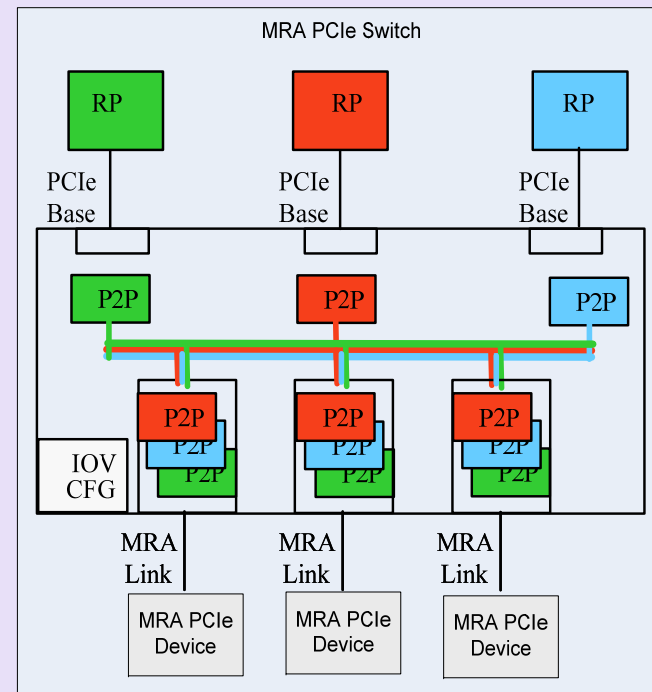 MRA PCIe Switch
RP
RP
RP
PCIe
Base
PCIe
Base
PCIe
Base
P2P
P2P
P2P
P2P
P2P
P2P
P2P
P2P
P2P
P2P
P2P
P2P
IOV
CFG
MRA
Link
MRA
Link
MRA
Link
MRA PCIe
Device
MRA PCIe
Device
MRA PCIe
Device